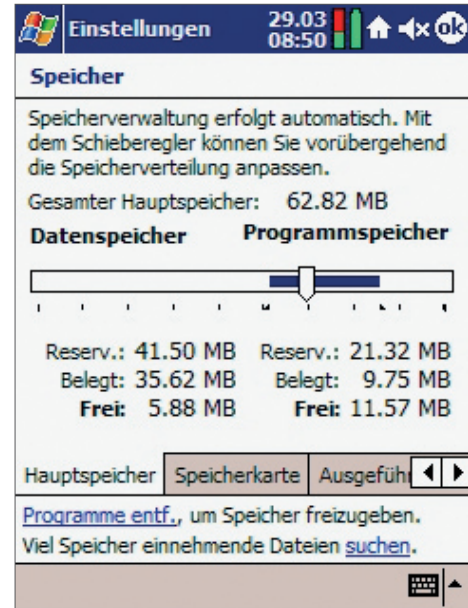 Einstellungen 29.03 08:50 ok
Speicher
Speicherverwaltung erfolgt automatisch. Mit
dem Schieberegler können Sie vorübergehend
die Speicherverteilung anpassen.
Gesamter Hauptspeicher: 62.82 MB
Datenspeicher Programmspeicher
Reserv.: 41.50 MB Reserv.: 21.32 MB
Belegt: 35.62 MB Belegt: 9.75 MB
Frei: 5.88 MB Frei: 11.57 MB
Hauptspeicher Speicherkarte Ausgeführ
Programme entf., um Speicher freizugeben.
Viel Speicher einnehmende Dateien suchen.